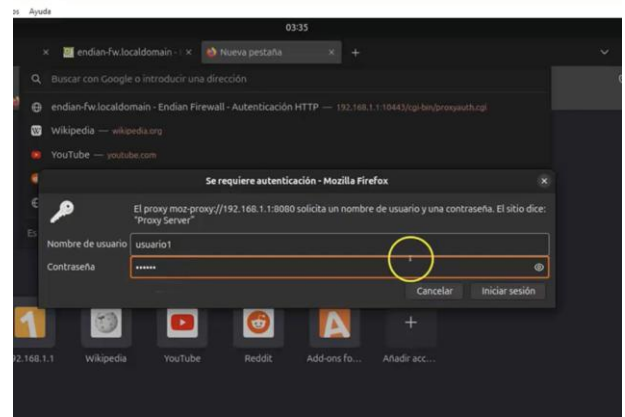 Ayuda
03:35
endian-fw.localdomain -
Nueva pestaña
Buscar con Google o introducir una dirección
endian-fw.localdomain - Endian Firewall - Autenticación HTTP — 192.168.1.1:10443/cgi-bin/proxyauth.cgi
Wikipedia — wikipedia.org
YouTube — youtube.com
Se requiere autenticación - Mozilla Firefox
El proxy moz-proxy://192.168.1.1:8080 solicita un nombre de usuario y una contraseña. El sitio dice:
"Proxy Server"
Nombre de usuario usuario1
Contraseña ••••••
Cancelar Iniciar sesión
92.168.1.1 Wikipedia YouTube Reddit Add-ons fo... Añadir acc...